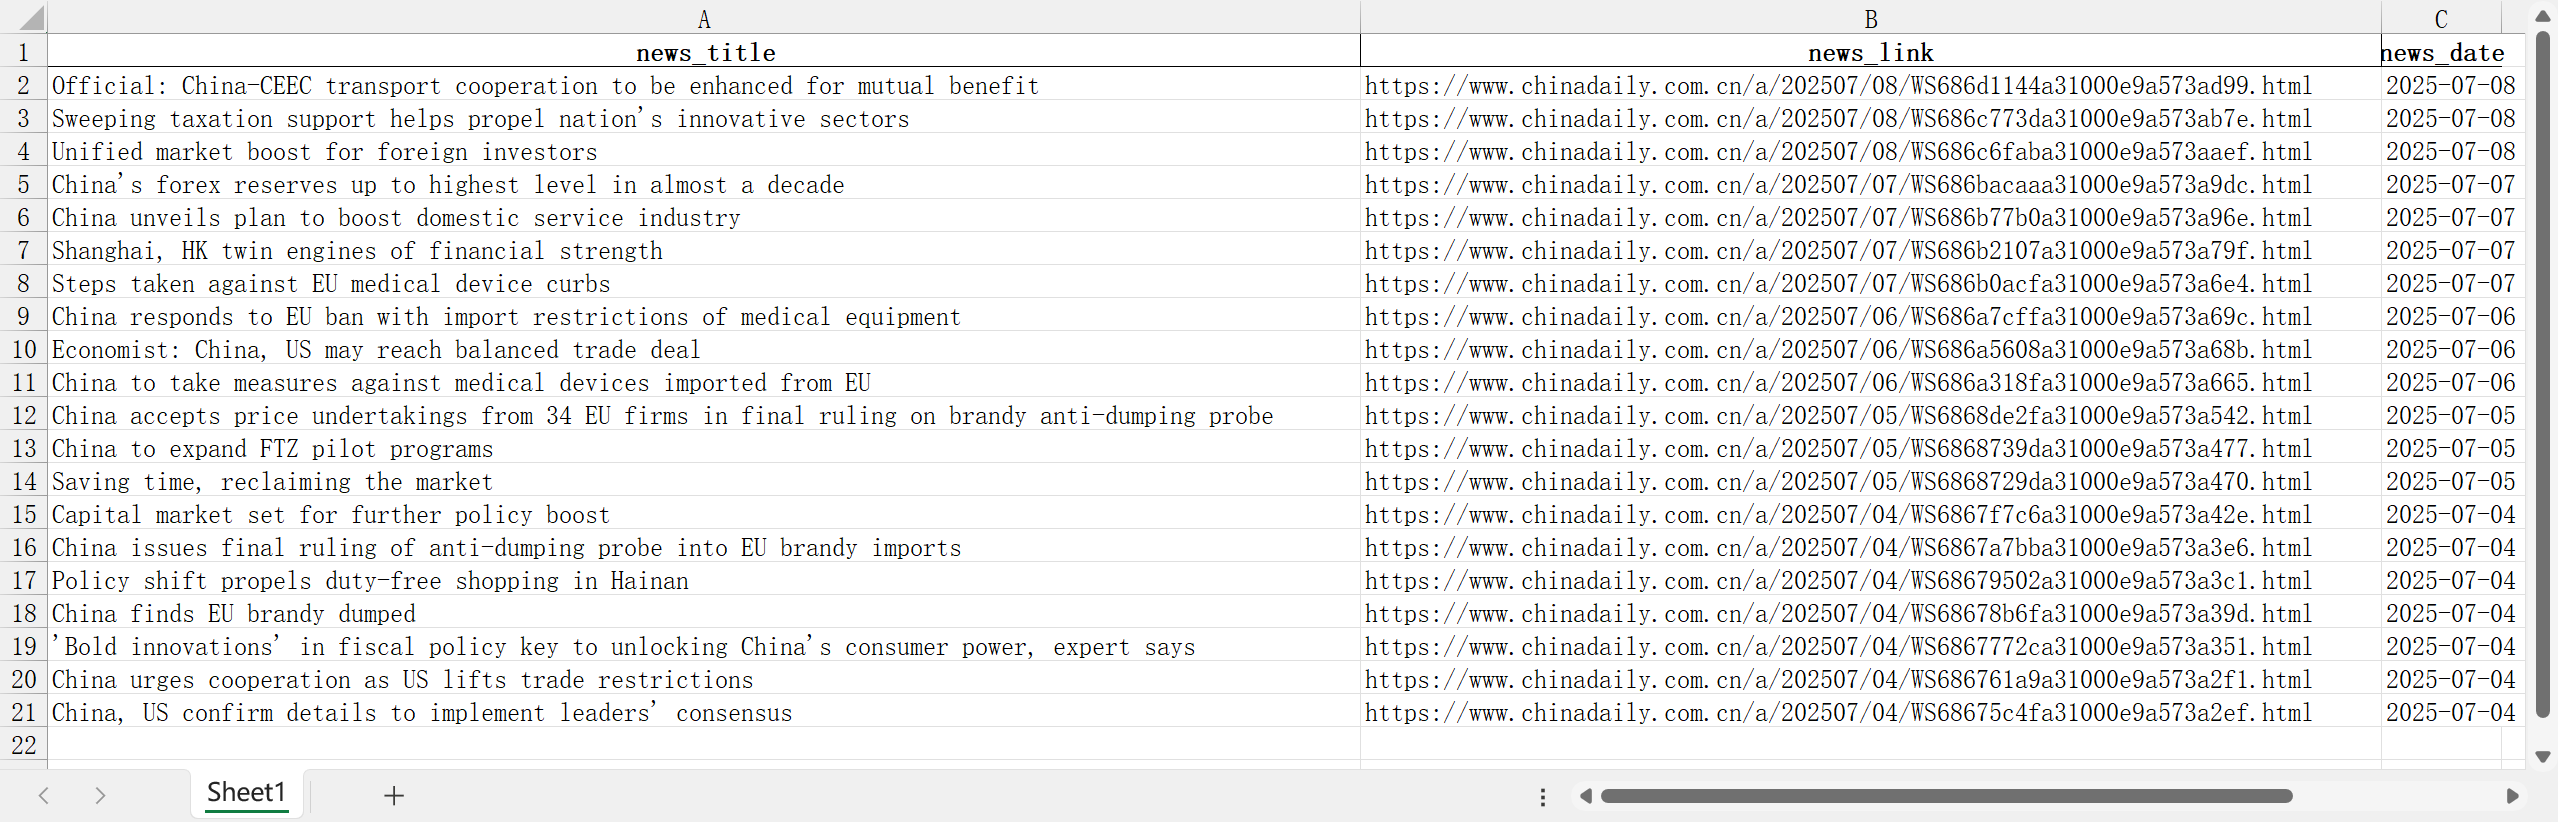 A B C
1 news_title news_link news_date
2 Official: China-CEEC transport cooperation to be enhanced for mutual benefit https://www.chinadaily.com.cn/a/202507/08/WS686d1144a31000e9a573ad99.html 2025-07-08
3 Sweeping taxation support helps propel nation's innovative sectors https://www.chinadaily.com.cn/a/202507/08/WS686c773da31000e9a573ab7e.html 2025-07-08
4 Unified market boost for foreign investors https://www.chinadaily.com.cn/a/202507/08/WS686c6faba31000e9a573aaef.html 2025-07-08
5 China's forex reserves up to highest level in almost a decade https://www.chinadaily.com.cn/a/202507/07/WS686bacaaa31000e9a573a9dc.html 2025-07-07
6 China unveils plan to boost domestic service industry https://www.chinadaily.com.cn/a/202507/07/WS686b77b0a31000e9a573a96e.html 2025-07-07
7 Shanghai, HK twin engines of financial strength https://www.chinadaily.com.cn/a/202507/07/WS686b2107a31000e9a573a79f.html 2025-07-07
8 Steps taken against EU medical device curbs https://www.chinadaily.com.cn/a/202507/07/WS686b0acfa31000e9a573a6e4.html 2025-07-07
9 China responds to EU ban with import restrictions of medical equipment https://www.chinadaily.com.cn/a/202507/06/WS686a7cffa31000e9a573a69c.html 2025-07-06
10 Economist: China, US may reach balanced trade deal https://www.chinadaily.com.cn/a/202507/06/WS686a5608a31000e9a573a68b.html 2025-07-06
11 China to take measures against medical devices imported from EU https://www.chinadaily.com.cn/a/202507/06/WS686a318fa31000e9a573a665.html 2025-07-06
12 China accepts price undertakings from 34 EU firms in final ruling on brandy anti-dumping probe https://www.chinadaily.com.cn/a/202507/05/WS6868de2fa31000e9a573a542.html 2025-07-05
13 China to expand FTZ pilot programs https://www.chinadaily.com.cn/a/202507/05/WS6868739da31000e9a573a477.html 2025-07-05
14 Saving time, reclaiming the market https://www.chinadaily.com.cn/a/202507/05/WS6868729da31000e9a573a470.html 2025-07-05
15 Capital market set for further policy boost https://www.chinadaily.com.cn/a/202507/04/WS6867f7c6a31000e9a573a42e.html 2025-07-04
16 China issues final ruling of anti-dumping probe into EU brandy imports https://www.chinadaily.com.cn/a/202507/04/WS6867a7bba31000e9a573a3e6.html 2025-07-04
17 Policy shift propels duty-free shopping in Hainan https://www.chinadaily.com.cn/a/202507/04/WS68679502a31000e9a573a3c1.html 2025-07-04
18 China finds EU brandy dumped https://www.chinadaily.com.cn/a/202507/04/WS68678b6fa31000e9a573a39d.html 2025-07-04
19 'Bold innovations' in fiscal policy key to unlocking China's consumer power, expert says https://www.chinadaily.com.cn/a/202507/04/WS6867772ca31000e9a573a351.html 2025-07-04
20 China urges cooperation as US lifts trade restrictions https://www.chinadaily.com.cn/a/202507/04/WS686761a9a31000e9a573a2f1.html 2025-07-04
21 China, US confirm details to implement leaders' consensus https://www.chinadaily.com.cn/a/202507/04/WS68675c4fa31000e9a573a2ef.html 2025-07-04
22
Sheet1